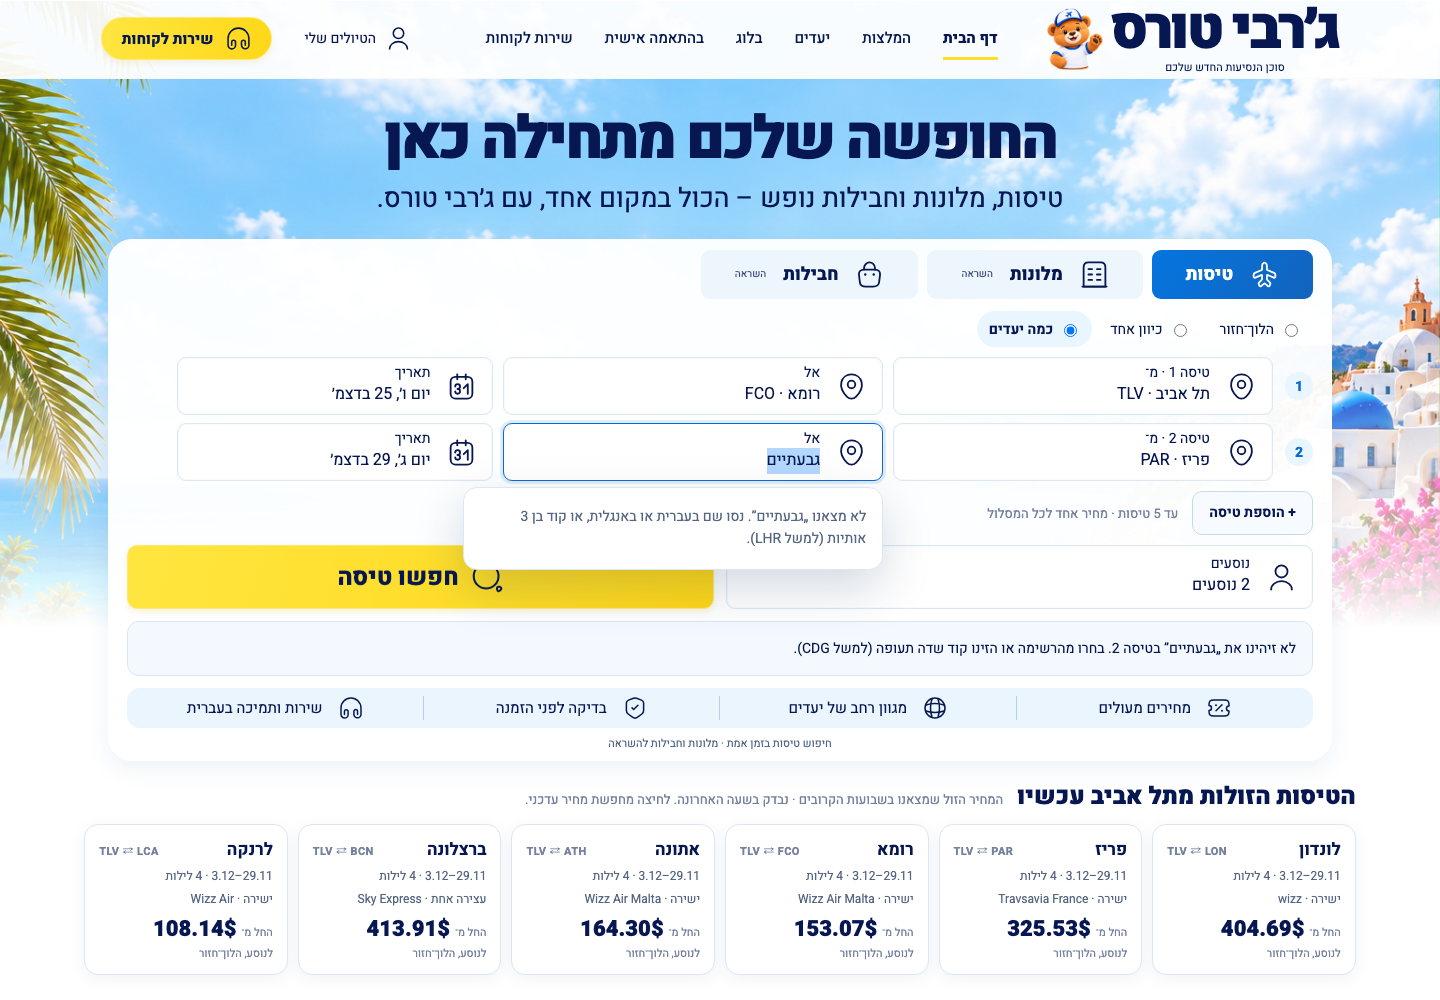 ג׳רבי טורס
סוכן הנסיעות החדש שלכם
דף הבית
המלצות
יעדים
בלוג
בהתאמה אישית
שירות לקוחות
הטיולים שלי
שירות לקוחות
החופשה שלכם מתחילה כאן
טיסות, מלונות וחבילות נופש – הכול במקום אחד, עם ג׳רבי טורס.
טיסות
מלונות השראה
חבילות השראה
הלוך־חזור
כיוון אחד
כמה יעדים
1
טיסה 1 · מ־
תל אביב · TLV
אל
רומא · FCO
תאריך
יום ו׳, 25 בדצמ׳
31
2
טיסה 2 · מ־
פריז · PAR
אל
גבעתיים
תאריך
יום ג׳, 29 בדצמ׳
31
+ הוספת טיסה
עד 5 טיסות · מחיר אחד לכל המסלול
לא מצאנו „גבעתיים”. נסו שם בעברית או באנגלית, או קוד בן 3
אותיות (למשל LHR).
נוסעים
2 נוסעים
חפשו טיסה
לא זיהינו את „גבעתיים” בטיסה 2. בחרו מהרשימה או הזינו קוד שדה תעופה (למשל CDG).
מחירים מעולים
מגוון רחב של יעדים
בדיקה לפני הזמנה
שירות ותמיכה בעברית
חיפוש טיסות בזמן אמת · מלונות וחבילות להשראה
הטיסות הזולות מתל אביב עכשיו
המחיר הזול שמצאנו בשבועות הקרובים · נבדק בשעה האחרונה. לחיצה מחפשת מחיר עדכני.
לונדון
TLV ⇄ LON
29.11–3.12 · 4 לילות
ישירה · wizz
החל מ־ 404.69$
לנוסע, הלוך־חזור
פריז
TLV ⇄ PAR
29.11–3.12 · 4 לילות
ישירה · Travsavia France
החל מ־ 325.53$
לנוסע, הלוך־חזור
רומא
TLV ⇄ FCO
29.11–3.12 · 4 לילות
ישירה · Wizz Air Malta
החל מ־ 153.07$
לנוסע, הלוך־חזור
אתונה
TLV ⇄ ATH
29.11–3.12 · 4 לילות
ישירה · Wizz Air Malta
החל מ־ 164.30$
לנוסע, הלוך־חזור
ברצלונה
TLV ⇄ BCN
29.11–3.12 · 4 לילות
עצירה אחת · Sky Express
החל מ־ 413.91$
לנוסע, הלוך־חזור
לרנקה
TLV ⇄ LCA
29.11–3.12 · 4 לילות
ישירה · Wizz Air
החל מ־ 108.14$
לנוסע, הלוך־חזור